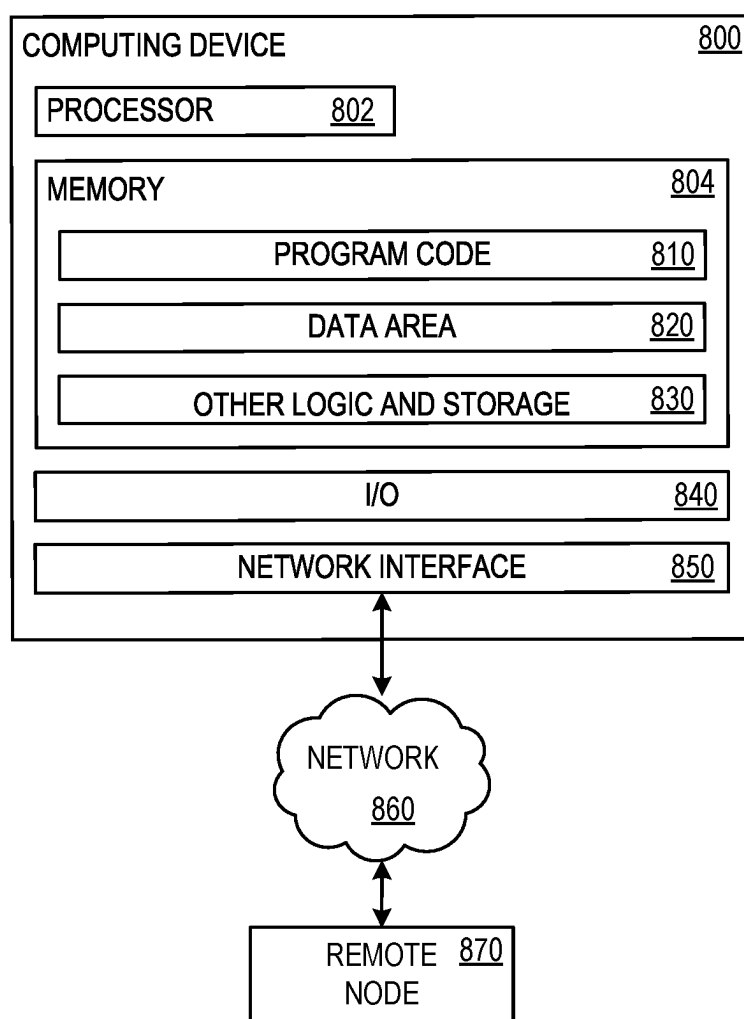 COMPUTING DEVICE 800
PROCESSOR 802
MEMORY 804
PROGRAM CODE 810
DATA AREA 820
OTHER LOGIC AND STORAGE 830
I/O 840
NETWORK INTERFACE 850
NETWORK
860
REMOTE 870
NODE